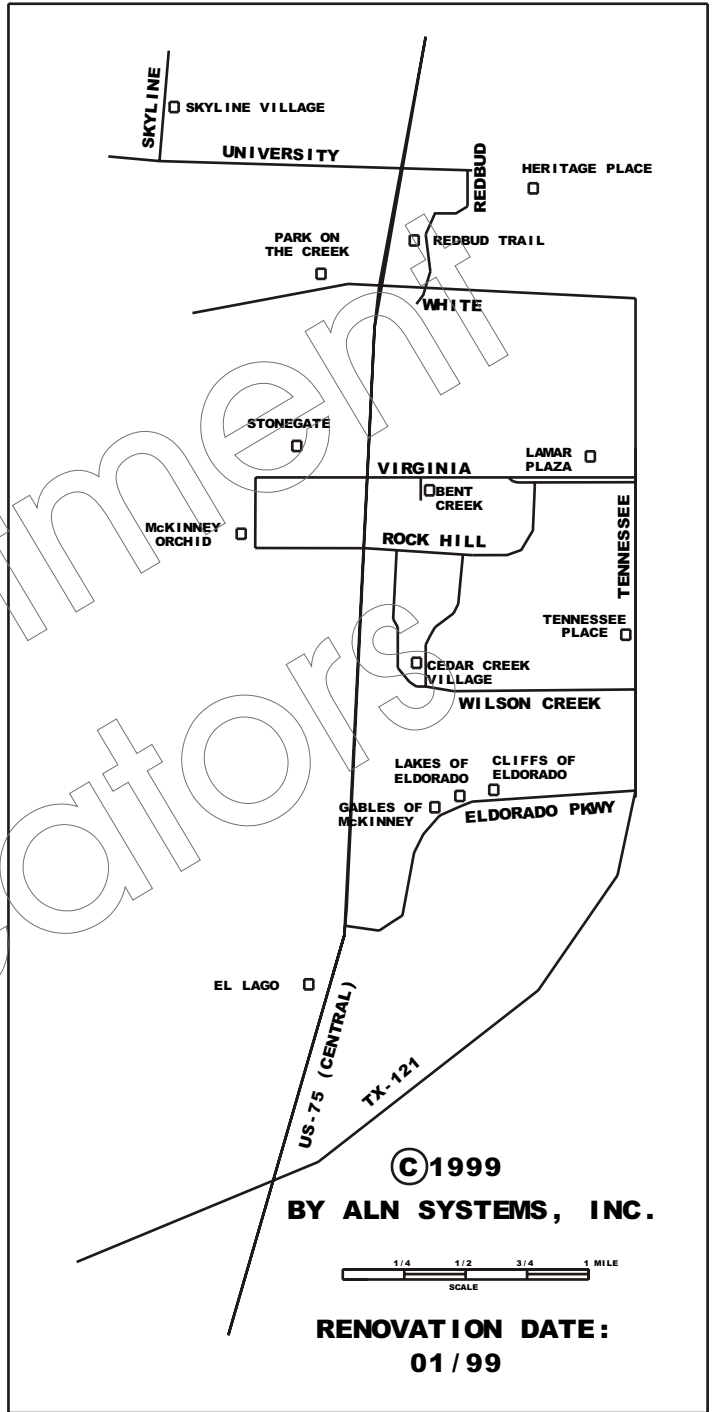 SKYLINE
SKYLINE VILLAGE
UNIVERSITY
REDBUD
HERITAGE PLACE
PARK ON
THE CREEK
REDBUD TRAIL
WHITE
STONEGATE
LAMAR
PLAZA
VIRGINIA
BENT
CREEK
McKINNEY
ORCHID
ROCK HILL
TENNESSEE
TENNESSEE
PLACE
CEDAR CREEK
VILLAGE
WILSON CREEK
LAKES OF
ELDORADO
CLIFFS OF
ELDORADO
GABLES OF
McKINNEY
ELDORADO PKWY
EL LAGO
US-75 (CENTRAL)
TX-121
©1999
BY ALN SYSTEMS, INC.
1/4 1/2 3/4 1 MILE
SCALE
RENOVATION DATE:
01/99